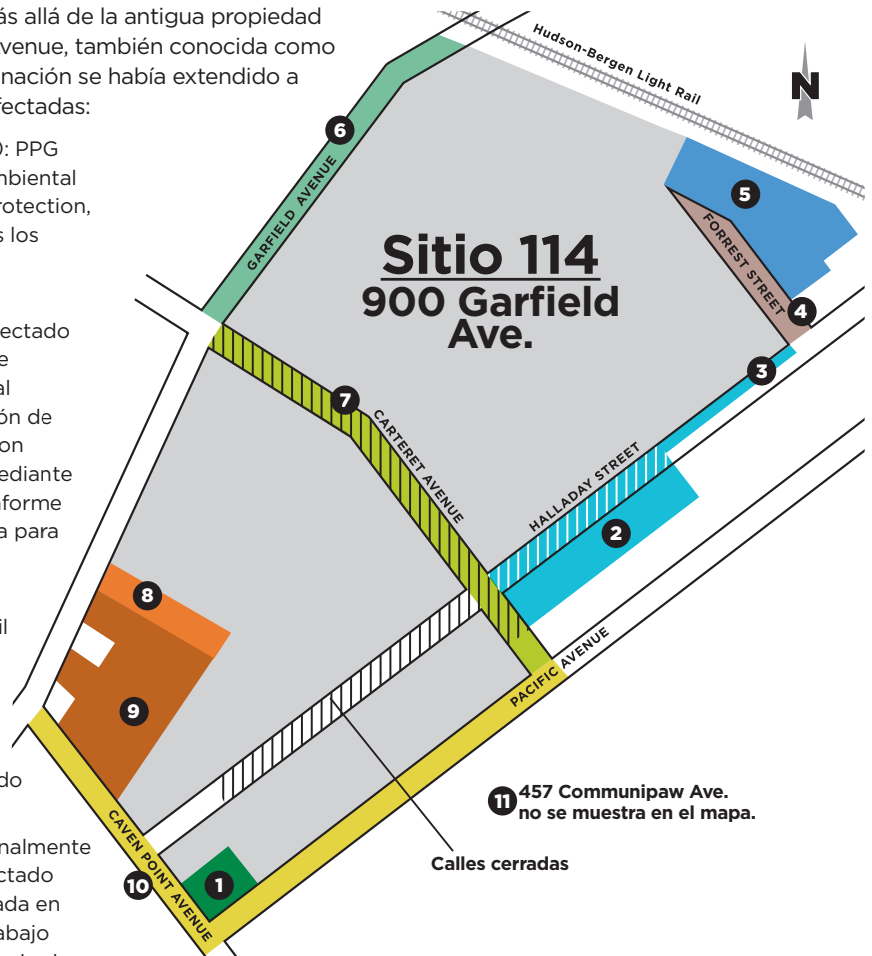 ás allá de la antigua propiedad
Avenue, también conocida como
nación se había extendido a
fectadas:
: PPG
mbiental
rotection,
s los
ectado
e
al
ón de
on
ediante
nforme
a para
il
do
nalmente
ctado
ada en
abajo
Hudson-Bergen Light Rail
N
6
GARFIELD AVENUE
5
FORREST STREET
4
3
Sitio 114
900 Garfield
Ave.
7
CARTERET AVENUE
HALLADAY STREET
2
8
9
PACIFIC AVENUE
11 457 Communipaw Ave.
no se muestra en el mapa.
Calles cerradas
CAVEN POINT AVENUE
10
1